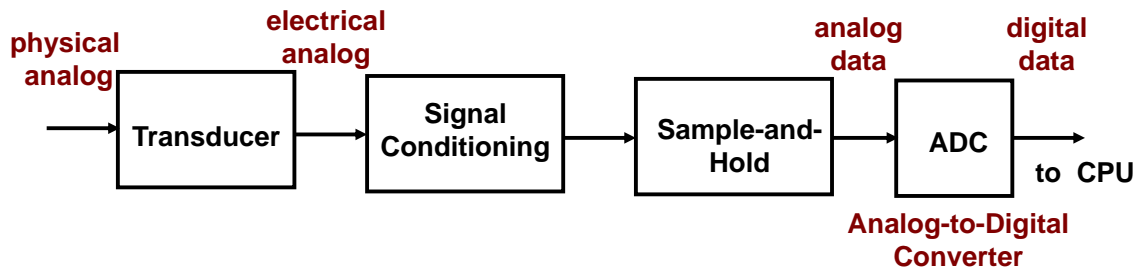 physical
analog
Transducer
electrical
analog
Signal
Conditioning
Sample-and-
Hold
analog
data
ADC
digital
data
to CPU
Analog-to-Digital
Converter